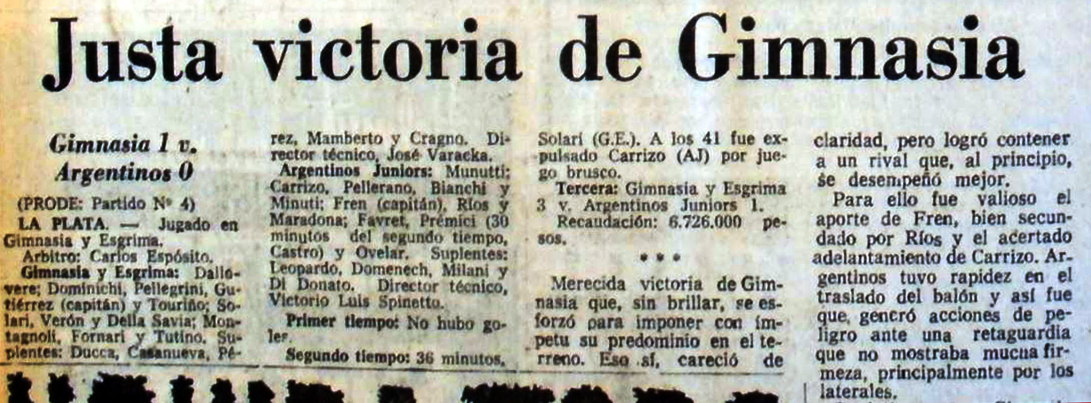 Justa victoria de Gimnasia
Gimnasia 1 v.
Argentinos 0
(PRODE: Partido Nº 4)
LA PLATA. — Jugado en
Gimnasia y Esgrima.
Arbitro: Carlos Espósito.
Gimnasia y Esgrima: Dallo-
vere; Dominichi, Pellegrini, Gu-
tiérrez (capitán) y Touriño; So-
lari, Verón y Della Savia; Mon-
tagnoli, Fornari y Tutino. Su-
plentes: Ducca, Casanueva, Pé-
rez, Mamberto y Cragno. Di-
rector técnico, José Varacka.
Argentinos Juniors: Munutti;
Carrizo, Pellerano, Bianchi y
Minuti; Fren (capitán), Ríos y
Maradona; Favret, Prémici (30
minutos del segundo tiempo,
Castro) y Ovelar. Suplentes:
Leopardo, Domenech, Milani y
Di Donato. Director técnico,
Victorio Luis Spinetto.
Primer tiempo: No hubo go-
les.
Segundo tiempo: 36 minutos,
Solari (G.E.). A los 41 fue ex-
pulsado Carrizo (AJ) por jue-
go brusco.
Tercera: Gimnasia y Esgrima
3 v. Argentinos Juniors 1.
Recaudación: 6.726.000 pe-
sos.
* * *
Merecida victoria de Gim-
nasia que, sin brillar, se es-
forzó para imponer con ím-
petu su predominio en el te-
rreno. Eso sí, careció de
claridad, pero logró contener
a un rival que, al principio,
se desempeñó mejor.
Para ello fue valioso el
aporte de Fren, bien secun-
dado por Ríos y el acertado
adelantamiento de Carrizo. Ar-
gentinos tuvo rapidez en el
traslado del balón y así fue
que, generó acciones de pe-
ligro ante una retaguardia
que no mostraba mucha fir-
meza, principalmente por los
laterales.